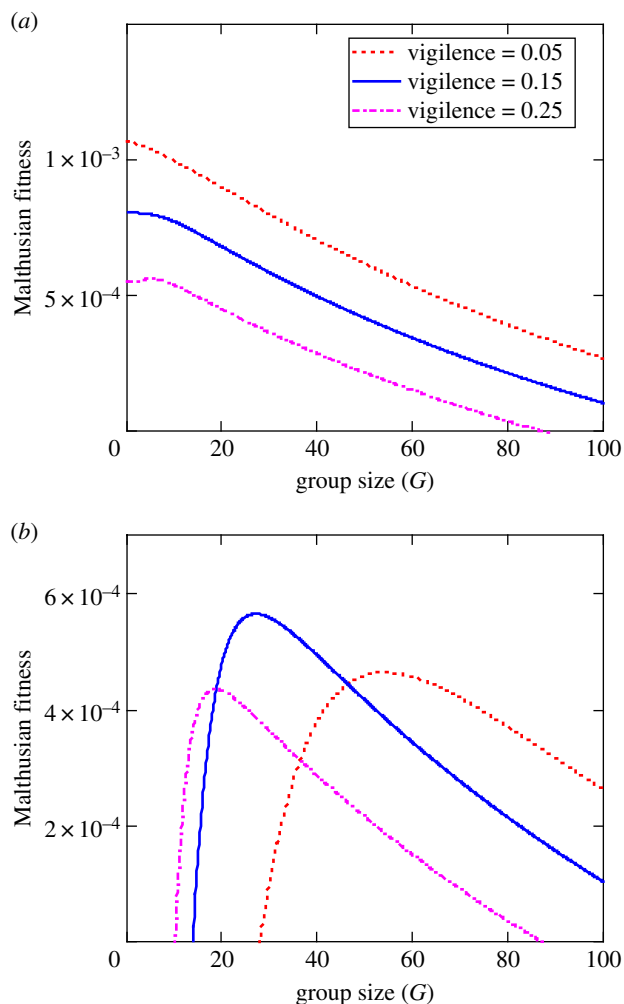 (a)
vigilence = 0.05
vigilence = 0.15
vigilence = 0.25
Malthusian fitness
1 × 10⁻³
5 × 10⁻⁴
0 20 40 60 80 100
group size (G)
(b)
Malthusian fitness
6 × 10⁻⁴
4 × 10⁻⁴
2 × 10⁻⁴
0 20 40 60 80 100
group size (G)